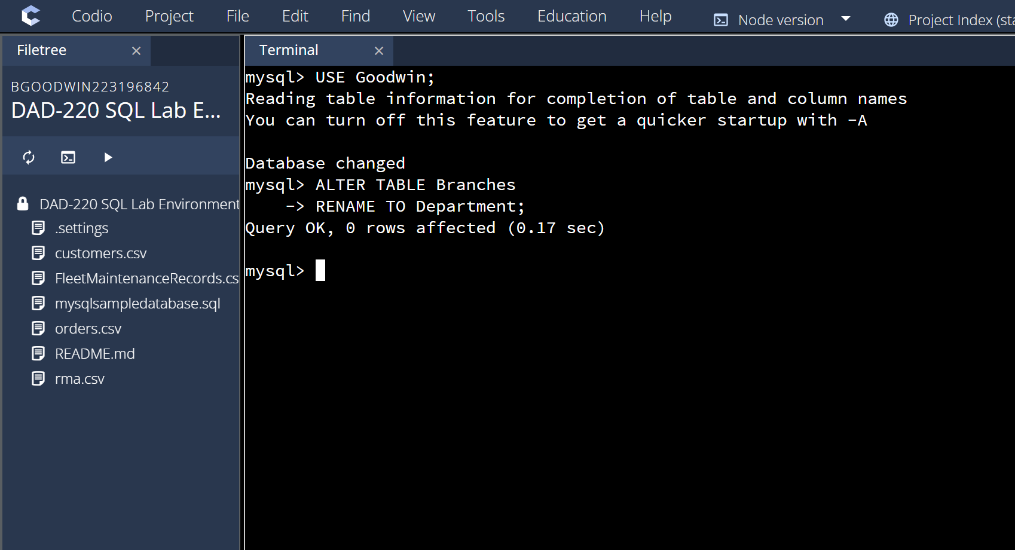 Codio Project File Edit Find View Tools Education Help Node version Project Index (sta
Filetree ×
Terminal ×
BGOODWIN223196842
DAD-220 SQL Lab E...
DAD-220 SQL Lab Environment
.settings
customers.csv
FleetMaintenanceRecords.cs
mysqlsampledatabase.sql
orders.csv
README.md
rma.csv
mysql> USE Goodwin;
Reading table information for completion of table and column names
You can turn off this feature to get a quicker startup with -A
Database changed
mysql> ALTER TABLE Branches
    -> RENAME TO Department;
Query OK, 0 rows affected (0.17 sec)
mysql>